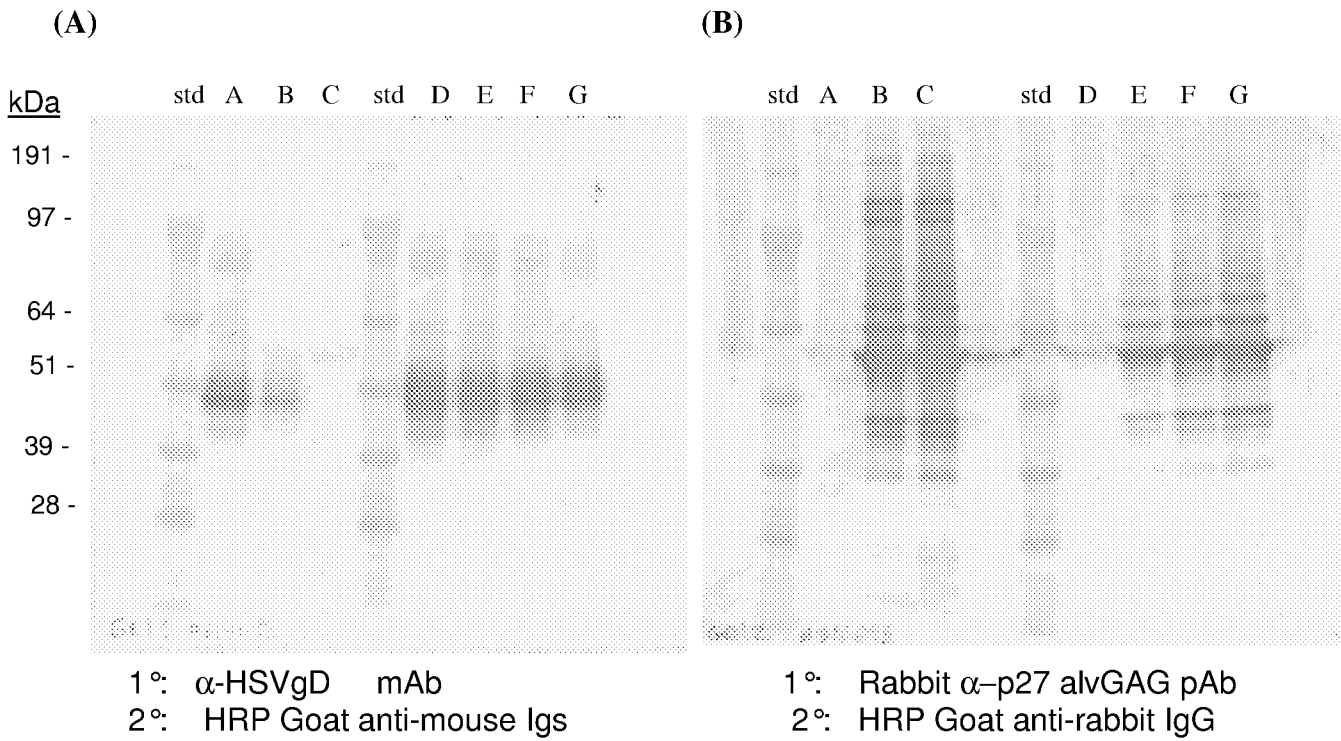 (A) (B)
kDa std A B C std D E F G std A B C std D E F G
191 -
97 -
64 -
51 -
39 -
28 -
1°: α-HSVgD mAb 1°: Rabbit α–p27 alvGAG pAb
2°: HRP Goat anti-mouse Igs 2°: HRP Goat anti-rabbit IgG